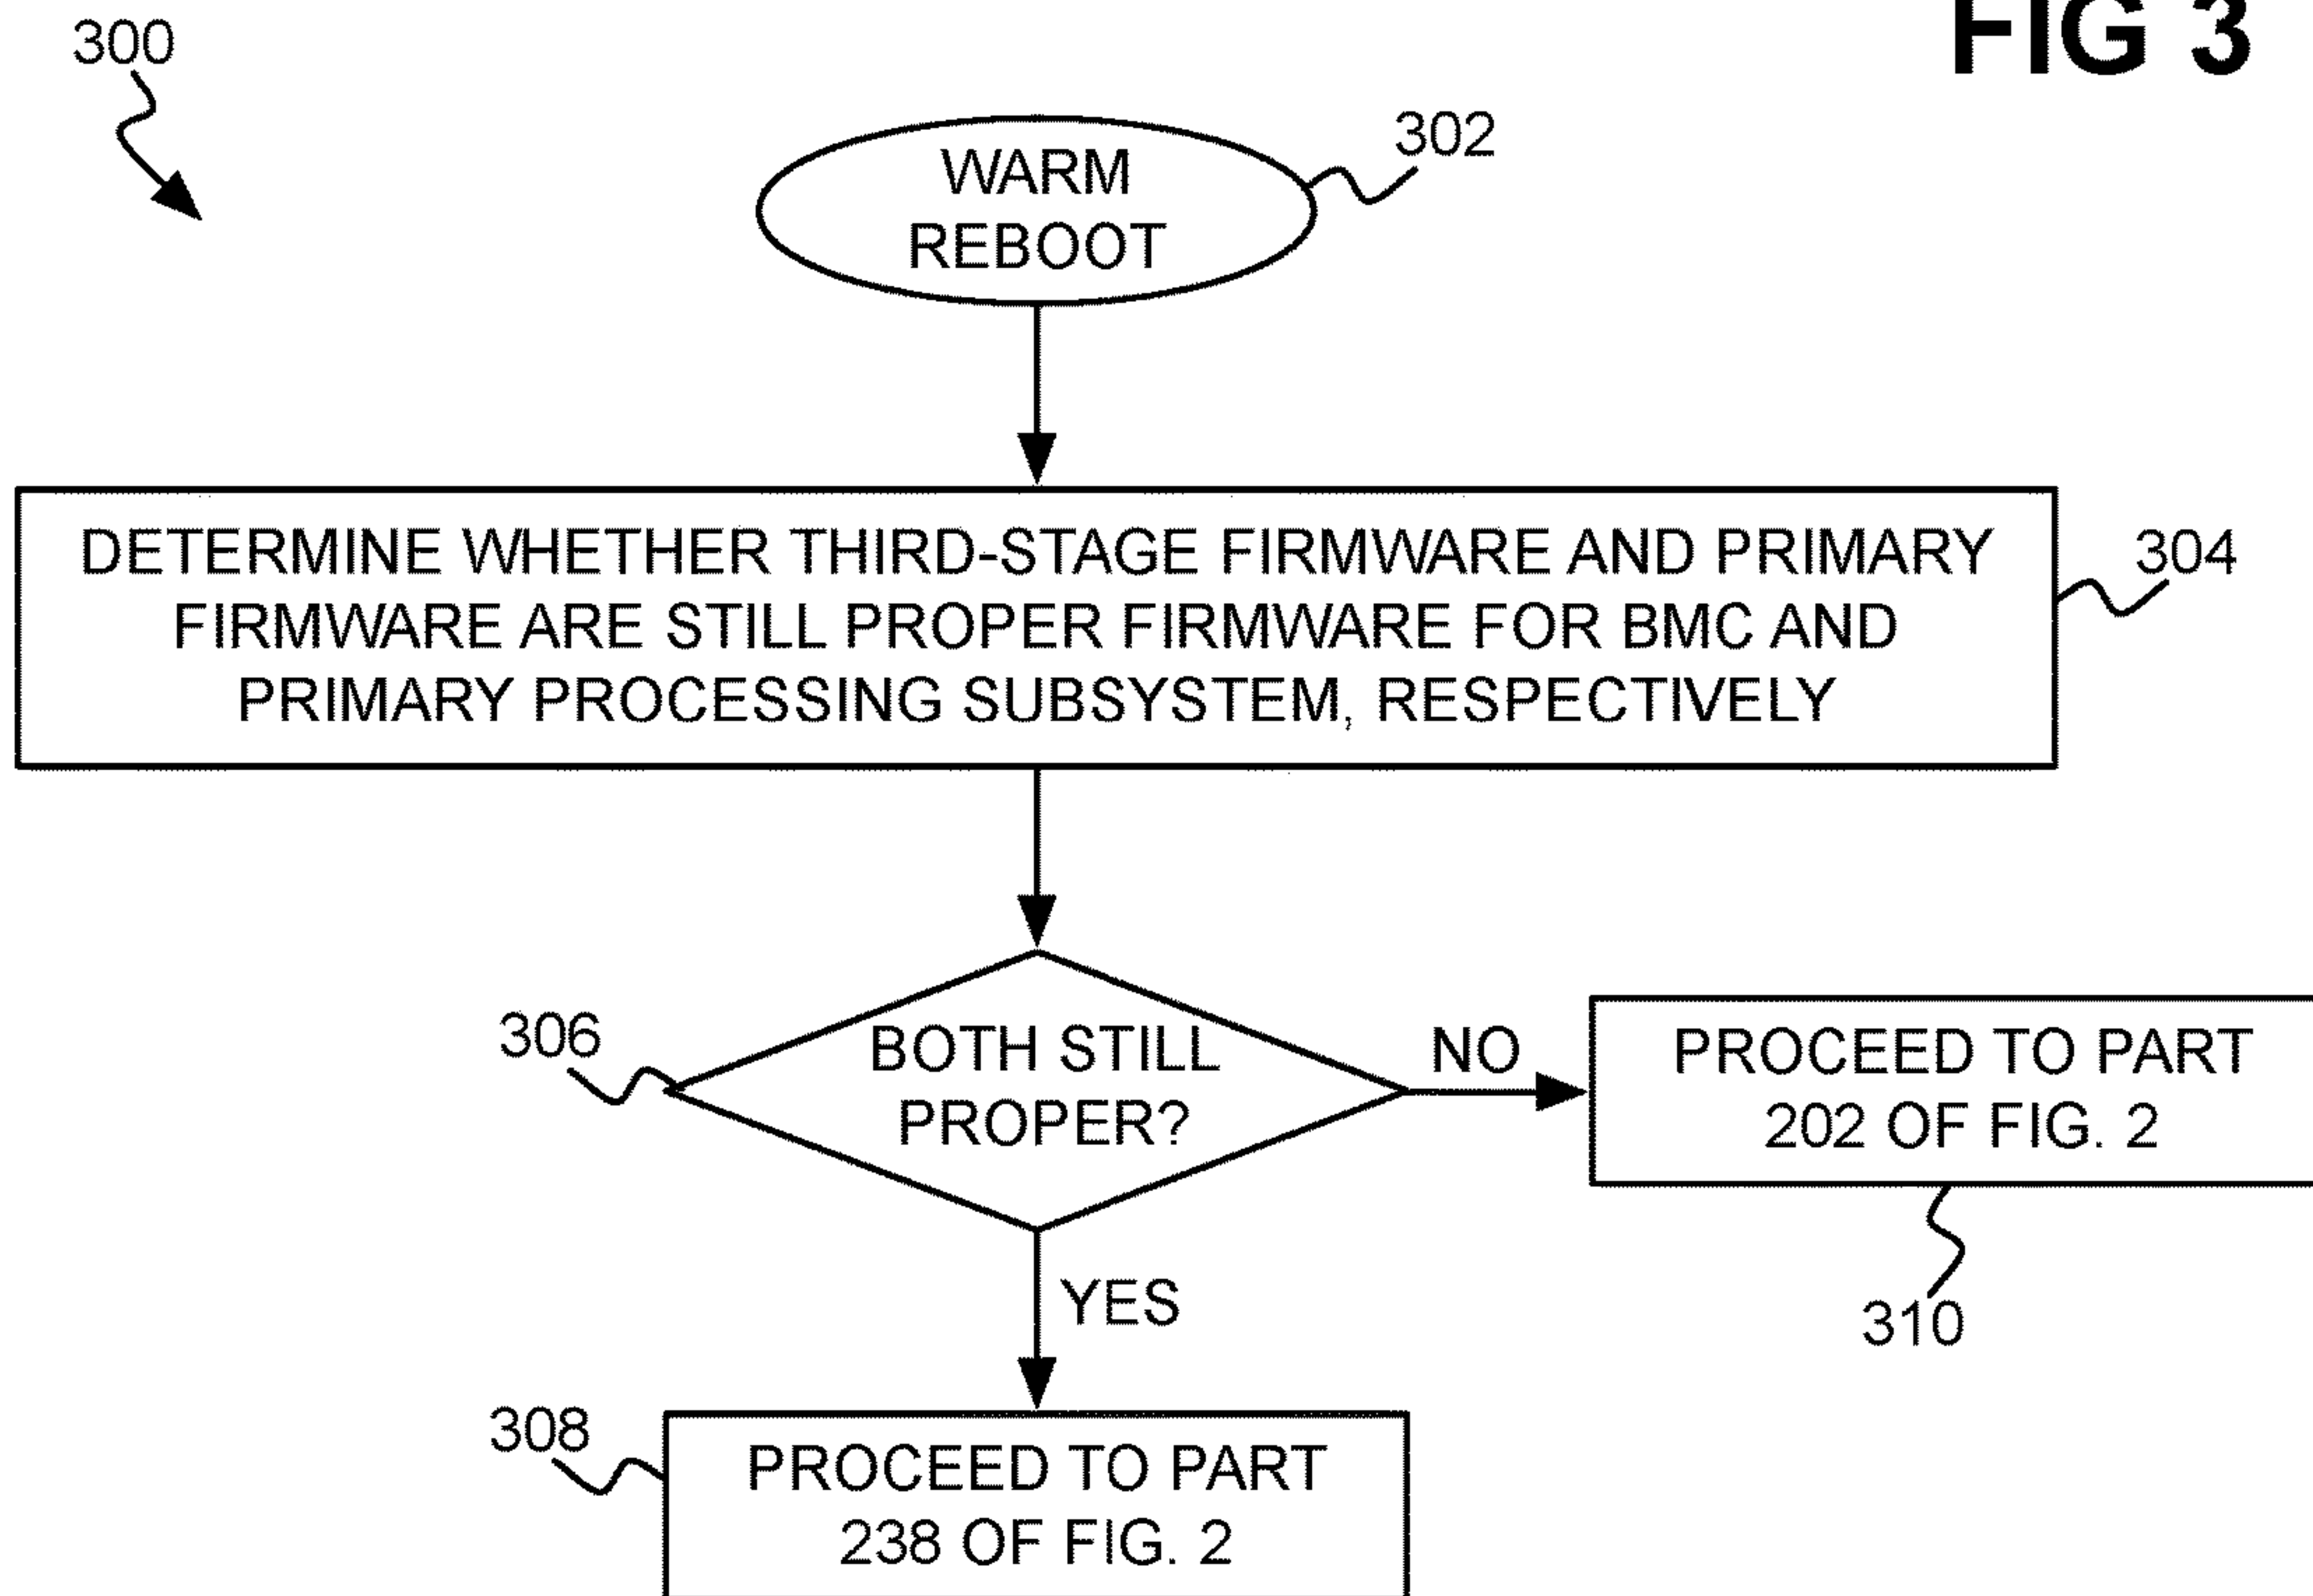 FIG 3
300
302
WARM
REBOOT
DETERMINE WHETHER THIRD-STAGE FIRMWARE AND PRIMARY
FIRMWARE ARE STILL PROPER FIRMWARE FOR BMC AND
PRIMARY PROCESSING SUBSYSTEM, RESPECTIVELY
304
306
BOTH STILL
PROPER?
NO
PROCEED TO PART
202 OF FIG. 2
310
YES
308
PROCEED TO PART
238 OF FIG. 2